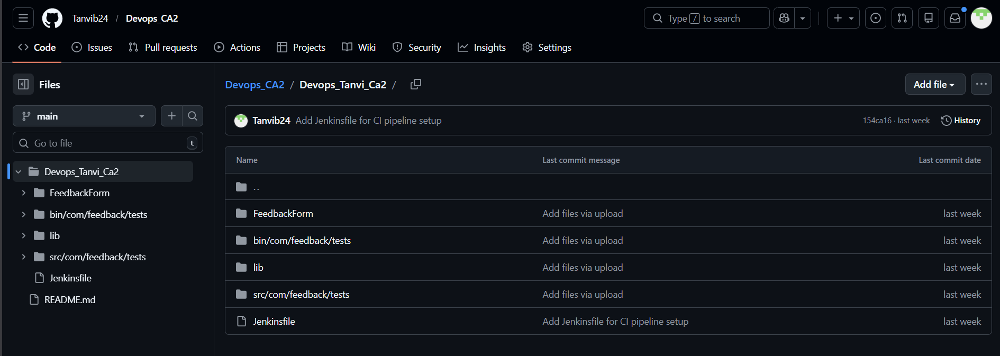 Tanvib24 / Devops_CA2
Type / to search
Code Issues Pull requests Actions Projects Wiki Security Insights Settings
Files
main
Go to file t
Devops_Tanvi_Ca2
FeedbackForm
bin/com/feedback/tests
lib
src/com/feedback/tests
Jenkinsfile
README.md
Devops_CA2 / Devops_Tanvi_Ca2 /
Add file
Tanvib24 Add Jenkinsfile for CI pipeline setup 154ca16 · last week History
Name Last commit message Last commit date
..
FeedbackForm Add files via upload last week
bin/com/feedback/tests Add files via upload last week
lib Add files via upload last week
src/com/feedback/tests Add files via upload last week
Jenkinsfile Add Jenkinsfile for CI pipeline setup last week